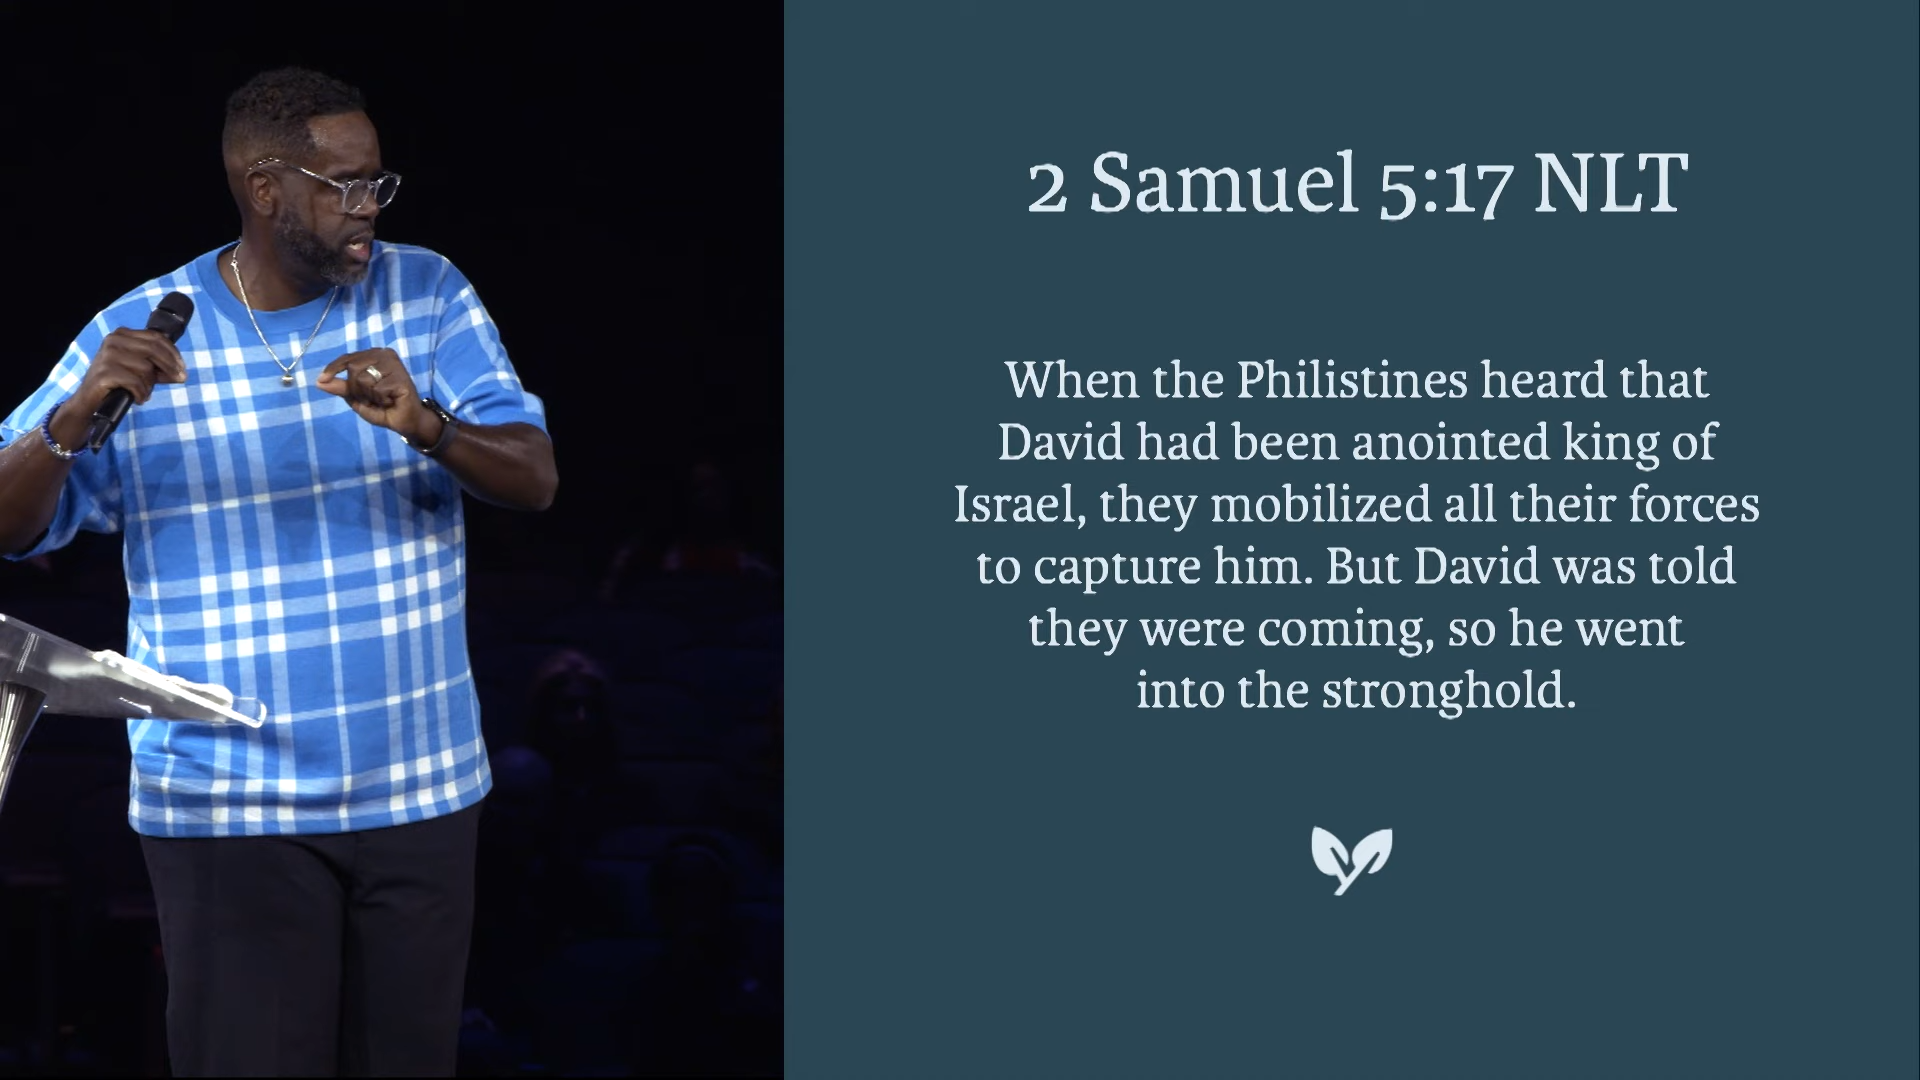 2 Samuel 5:17 NLT
When the Philistines heard that
David had been anointed king of
Israel, they mobilized all their forces
to capture him. But David was told
they were coming, so he went
into the stronghold.